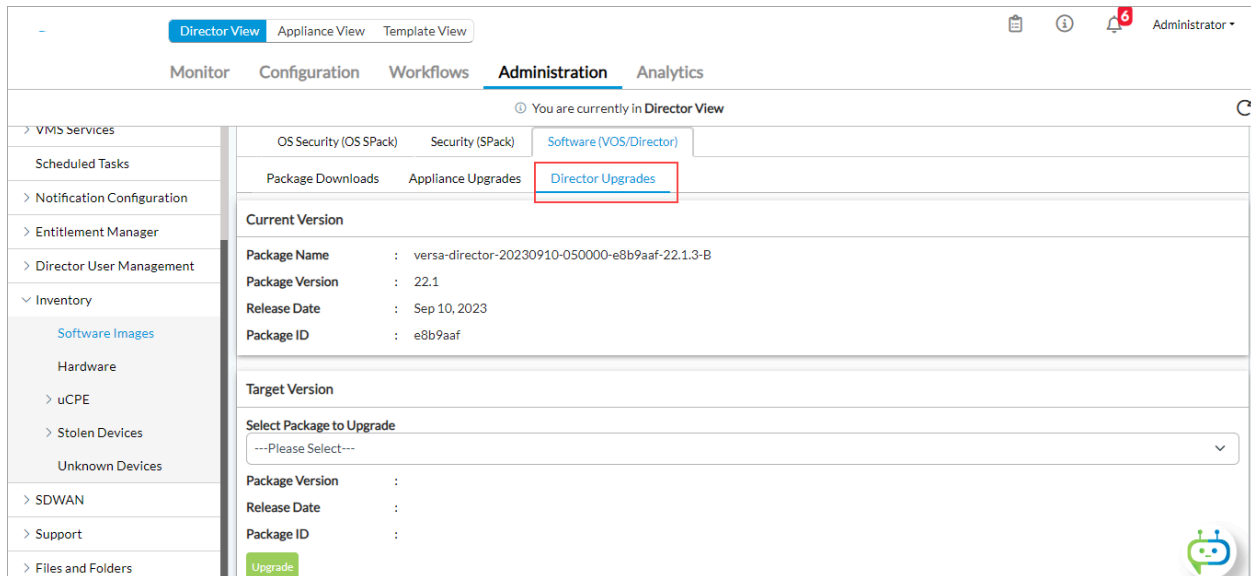 Director View Appliance View Template View
6
Administrator
Monitor Configuration Workflows Administration Analytics
You are currently in Director View
VMS Services
Scheduled Tasks
Notification Configuration
Entitlement Manager
Director User Management
Inventory
Software Images
Hardware
uCPE
Stolen Devices
Unknown Devices
SDWAN
Support
Files and Folders
OS Security (OS SPack) Security (SPack) Software (VOS/Director)
Package Downloads Appliance Upgrades Director Upgrades
Current Version
Package Name : versa-director-20230910-050000-e8b9aaf-22.1.3-B
Package Version : 22.1
Release Date : Sep 10, 2023
Package ID : e8b9aaf
Target Version
Select Package to Upgrade
---Please Select---
Package Version :
Release Date :
Package ID :
Upgrade